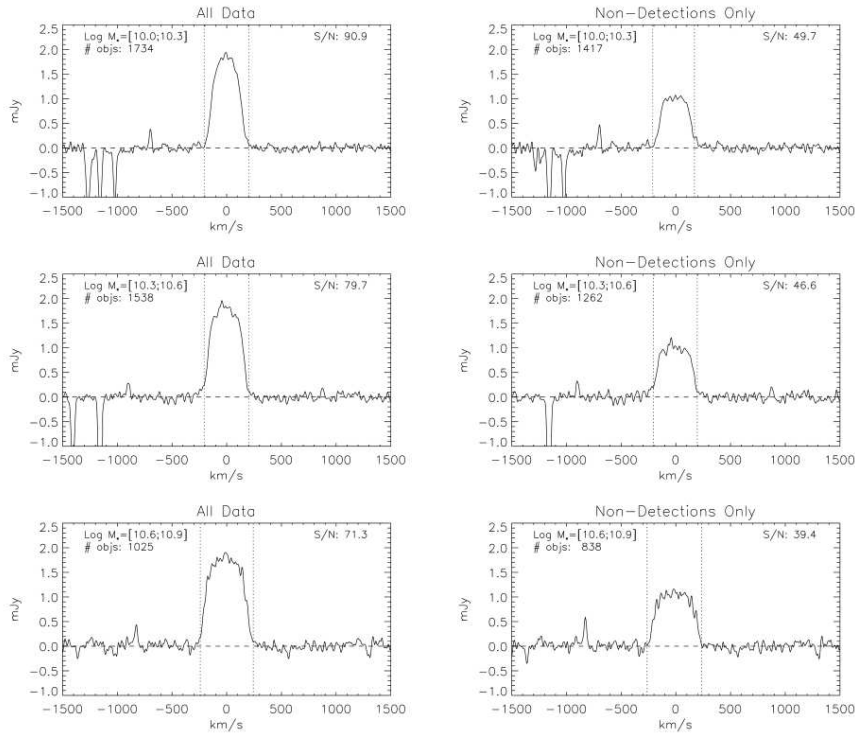 All Data
Non-Detections Only
2.5
2.0
1.5
1.0
0.5
0.0
−0.5
−1.0
mJy
Log M⋆=[10.0;10.3]
# objs: 1734
S/N: 90.9
−1500 −1000 −500 0 500 1000 1500
km/s
2.5
2.0
1.5
1.0
0.5
0.0
−0.5
−1.0
mJy
Log M⋆=[10.0;10.3]
# objs: 1417
S/N: 49.7
−1500 −1000 −500 0 500 1000 1500
km/s
All Data
Non-Detections Only
2.5
2.0
1.5
1.0
0.5
0.0
−0.5
−1.0
mJy
Log M⋆=[10.3;10.6]
# objs: 1538
S/N: 79.7
−1500 −1000 −500 0 500 1000 1500
km/s
2.5
2.0
1.5
1.0
0.5
0.0
−0.5
−1.0
mJy
Log M⋆=[10.3;10.6]
# objs: 1262
S/N: 46.6
−1500 −1000 −500 0 500 1000 1500
km/s
All Data
Non-Detections Only
2.5
2.0
1.5
1.0
0.5
0.0
−0.5
−1.0
mJy
Log M⋆=[10.6;10.9]
# objs: 1025
S/N: 71.3
−1500 −1000 −500 0 500 1000 1500
km/s
2.5
2.0
1.5
1.0
0.5
0.0
−0.5
−1.0
mJy
Log M⋆=[10.6;10.9]
# objs: 838
S/N: 39.4
−1500 −1000 −500 0 500 1000 1500
km/s